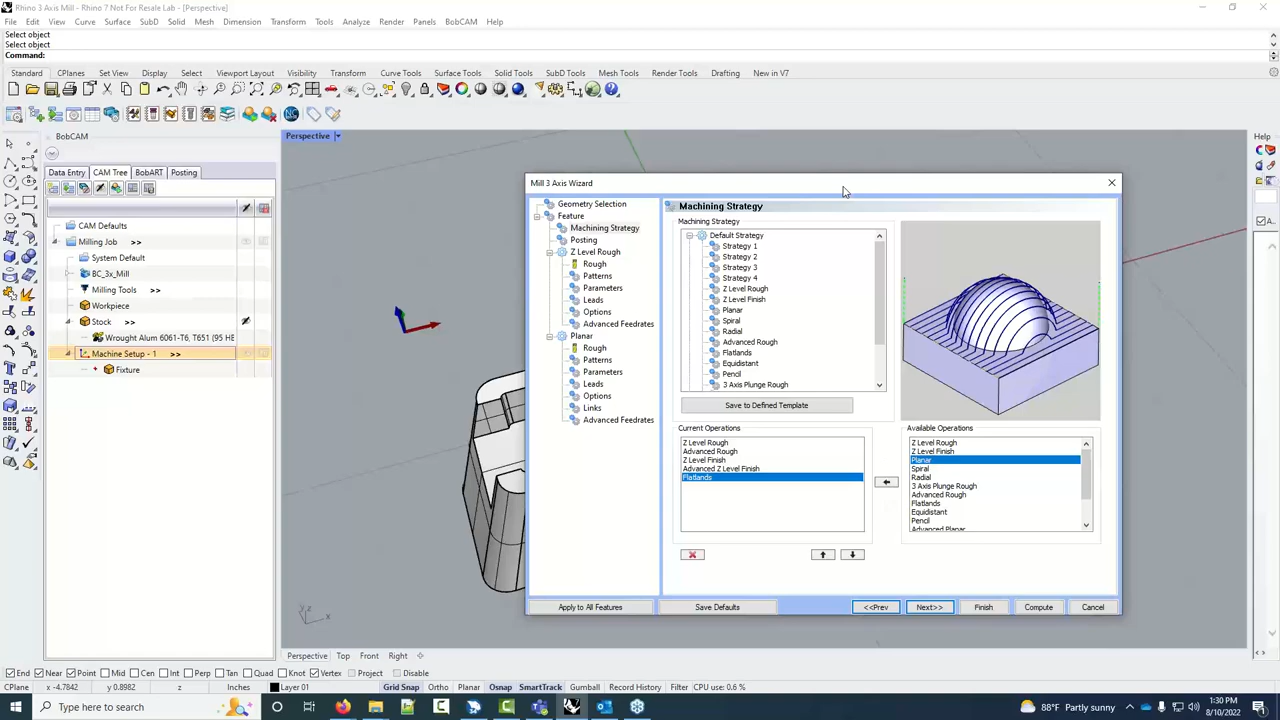 Rhino 3 Axis Mill - Rhino 7 Not For Resale Lab - [Perspective]
File Edit View Curve Surface SubD Solid Mesh Dimension Transform Tools Analyze Render Panels BobCAM Help
Select object
Select object
Command:
Standard CPlanes Set View Display Select Viewport Layout Visibility Transform Curve Tools Surface Tools Solid Tools SubD Tools Mesh Tools Render Tools Drafting New in V7
BobCAM
Data Entry CAM Tree BobART Posting
CAM Defaults
Milling Job >>
System Default
BC_3x_Mill
Milling Tools >>
Workpiece
Stock >>
Wrought Alum 6061-T6, T651 (95 HE
Machine Setup - 1 >>
Fixture
Perspective
Help
Mill 3 Axis Wizard
Geometry Selection
Feature
Machining Strategy
Posting
Z Level Rough
Rough
Patterns
Parameters
Leads
Options
Advanced Feedrates
Planar
Rough
Patterns
Parameters
Leads
Options
Links
Advanced Feedrates
Machining Strategy
Machining Strategy
Default Strategy
Strategy 1
Strategy 2
Strategy 3
Strategy 4
Z Level Rough
Z Level Finish
Planar
Spiral
Radial
Advanced Rough
Flatlands
Equidistant
Pencil
3 Axis Plunge Rough
Save to Defined Template
Current Operations
Z Level Rough
Advanced Rough
Z Level Finish
Advanced Z Level Finish
Flatlands
Available Operations
Z Level Rough
Z Level Finish
Planar
Spiral
Radial
3 Axis Plunge Rough
Advanced Rough
Flatlands
Equidistant
Pencil
Advanced Planar
Apply to All Features Save Defaults <<Prev Next>> Finish Compute Cancel
z
y
x
Perspective Top Front Right
End Near Point Mid Cen Int Perp Tan Quad Knot Vertex Project Disable
CPlane x -4.7842 y 0.8982 z Inches Layer 01 Grid Snap Ortho Planar Osnap SmartTrack Gumball Record History Filter CPU use: 0.6 %
Type here to search
88°F Partly sunny
1:30 PM
8/10/2022